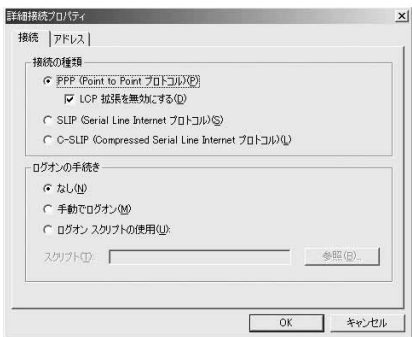 詳細接続プロパティ
接続 アドレス
接続の種類
PPP (Point to Point プロトコル)(P)
LCP 拡張を無効にする(D)
SLIP (Serial Line Internet プロトコル)(S)
C-SLIP (Compressed Serial Line Internet プロトコル)(L)
ログオンの手続き
なし(N)
手動でログオン(M)
ログオン スクリプトの使用(U):
スクリプト(T): 参照(R)...
OK キャンセル